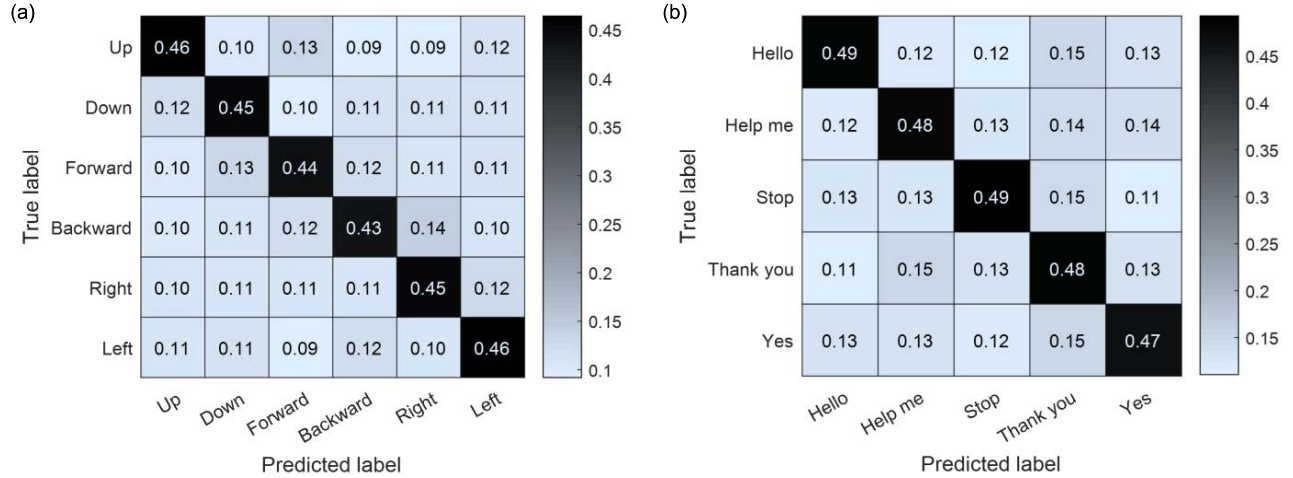 (a)
True label
Up 0.46 0.10 0.13 0.09 0.09 0.12
Down 0.12 0.45 0.10 0.11 0.11 0.11
Forward 0.10 0.13 0.44 0.12 0.11 0.11
Backward 0.10 0.11 0.12 0.43 0.14 0.10
Right 0.10 0.11 0.11 0.11 0.45 0.12
Left 0.11 0.11 0.09 0.12 0.10 0.46
Up Down Forward Backward Right Left
Predicted label
0.45
0.4
0.35
0.3
0.25
0.2
0.15
0.1
(b)
True label
Hello 0.49 0.12 0.12 0.15 0.13
Help me 0.12 0.48 0.13 0.14 0.14
Stop 0.13 0.13 0.49 0.15 0.11
Thank you 0.11 0.15 0.13 0.48 0.13
Yes 0.13 0.13 0.12 0.15 0.47
Hello Help me Stop Thank you Yes
Predicted label
0.45
0.4
0.35
0.3
0.25
0.2
0.15